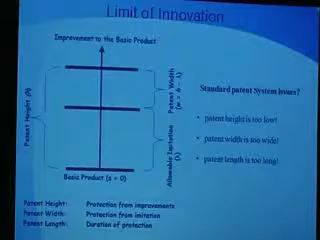 Limit of Innovation
Improvement to the Basic Product
Patent Height (h)
Patent Width
(w = h - λ)
Allowable Imitation
(λ)
Basic Product (z = 0)
Standard patent System issues?
• patent height is too low!
• patent width is too wide!
• patent length is too long!
Patent Height: Protection from improvements
Patent Width: Protection from imitation
Patent Length: Duration of protection